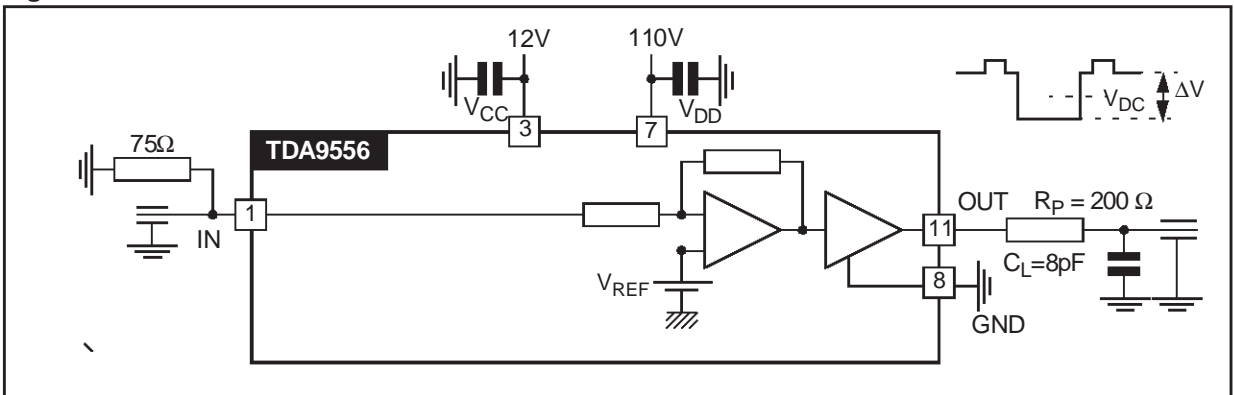 12V
110V
VCC
VDD
VDC
ΔV
3
7
75Ω
TDA9556
1
IN
OUT
RP = 200 Ω
11
CL=8pF
VREF
8
GND